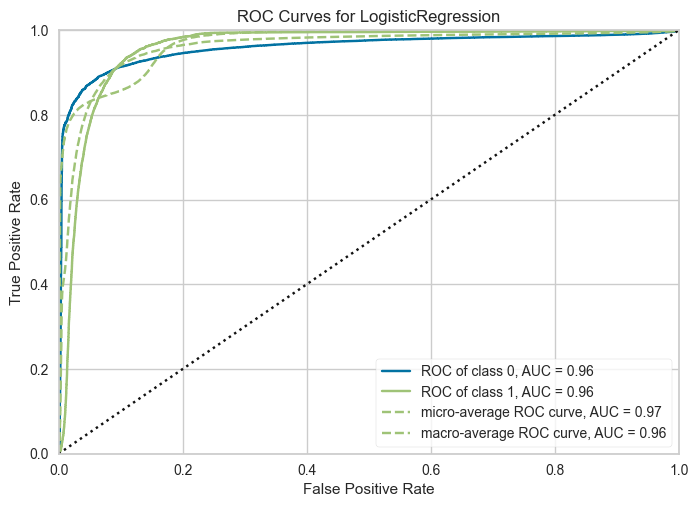 ROC Curves for LogisticRegression
True Positive Rate
1.0
0.8
0.6
0.4
0.2
0.0
ROC of class 0, AUC = 0.96
ROC of class 1, AUC = 0.96
micro-average ROC curve, AUC = 0.97
macro-average ROC curve, AUC = 0.96
0.0 0.2 0.4 0.6 0.8 1.0
False Positive Rate